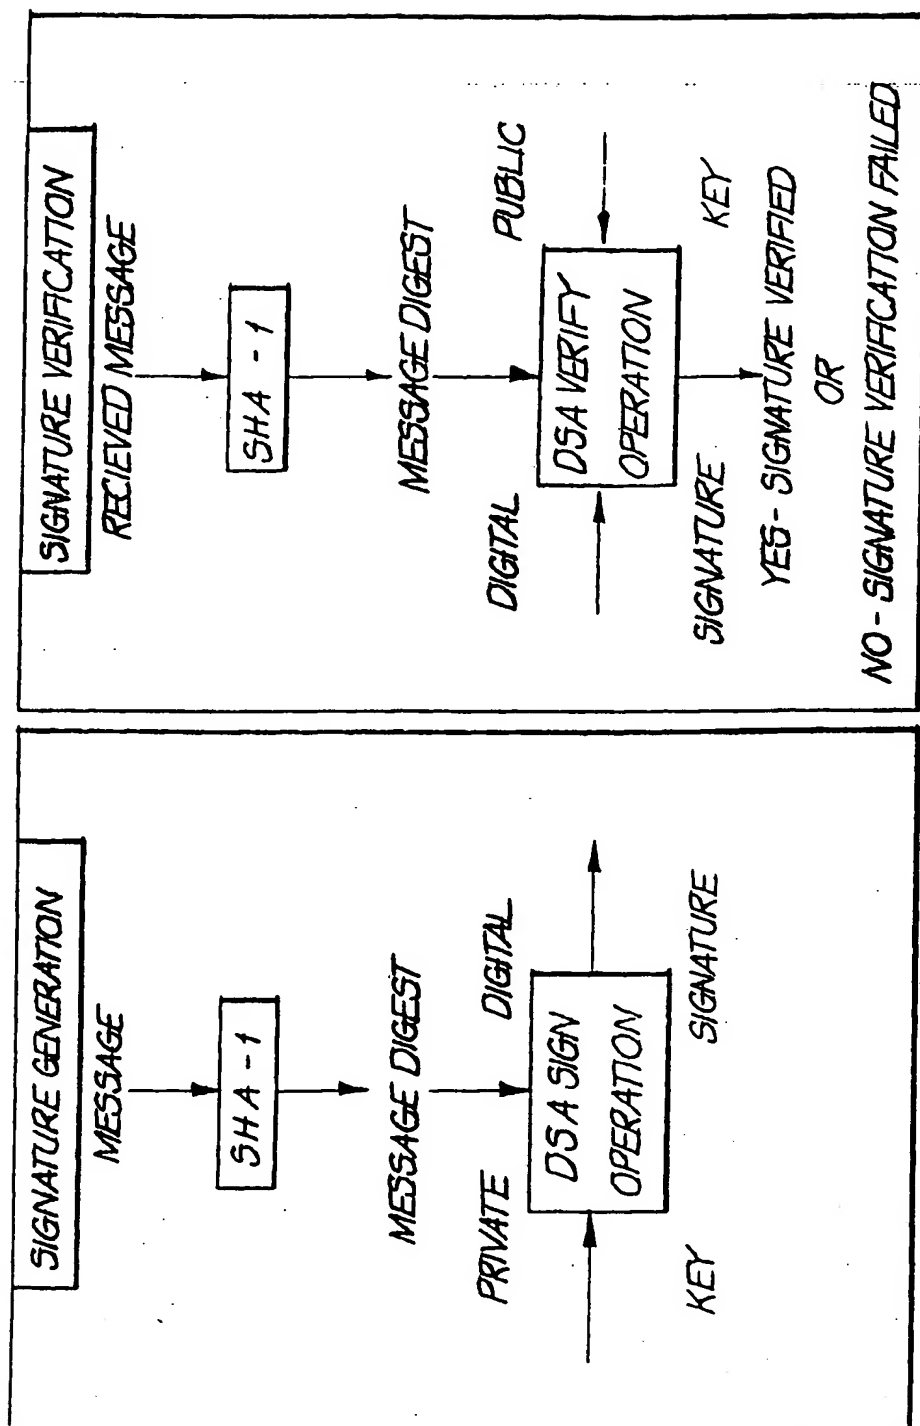 SIGNATURE GENERATION
MESSAGE
SHA - 1
MESSAGE DIGEST
PRIVATE
DIGITAL
DSA SIGN
OPERATION
KEY
SIGNATURE
SIGNATURE VERIFICATION
RECIEVED MESSAGE
SHA - 1
MESSAGE DIGEST
DIGITAL
PUBLIC
DSA VERIFY
OPERATION
SIGNATURE
KEY
YES - SIGNATURE VERIFIED
OR
NO - SIGNATURE VERIFICATION FAILED